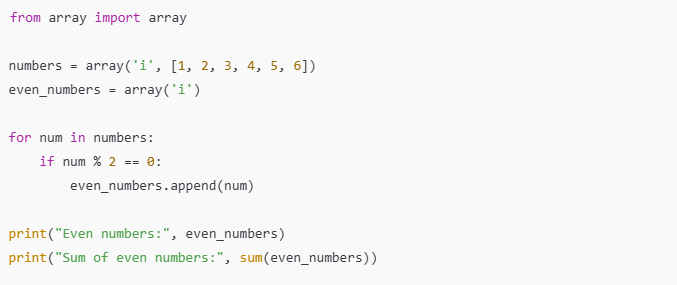 from array import array

numbers = array('i', [1, 2, 3, 4, 5, 6])
even_numbers = array('i')

for num in numbers:
    if num % 2 == 0:
        even_numbers.append(num)

print("Even numbers:", even_numbers)
print("Sum of even numbers:", sum(even_numbers))